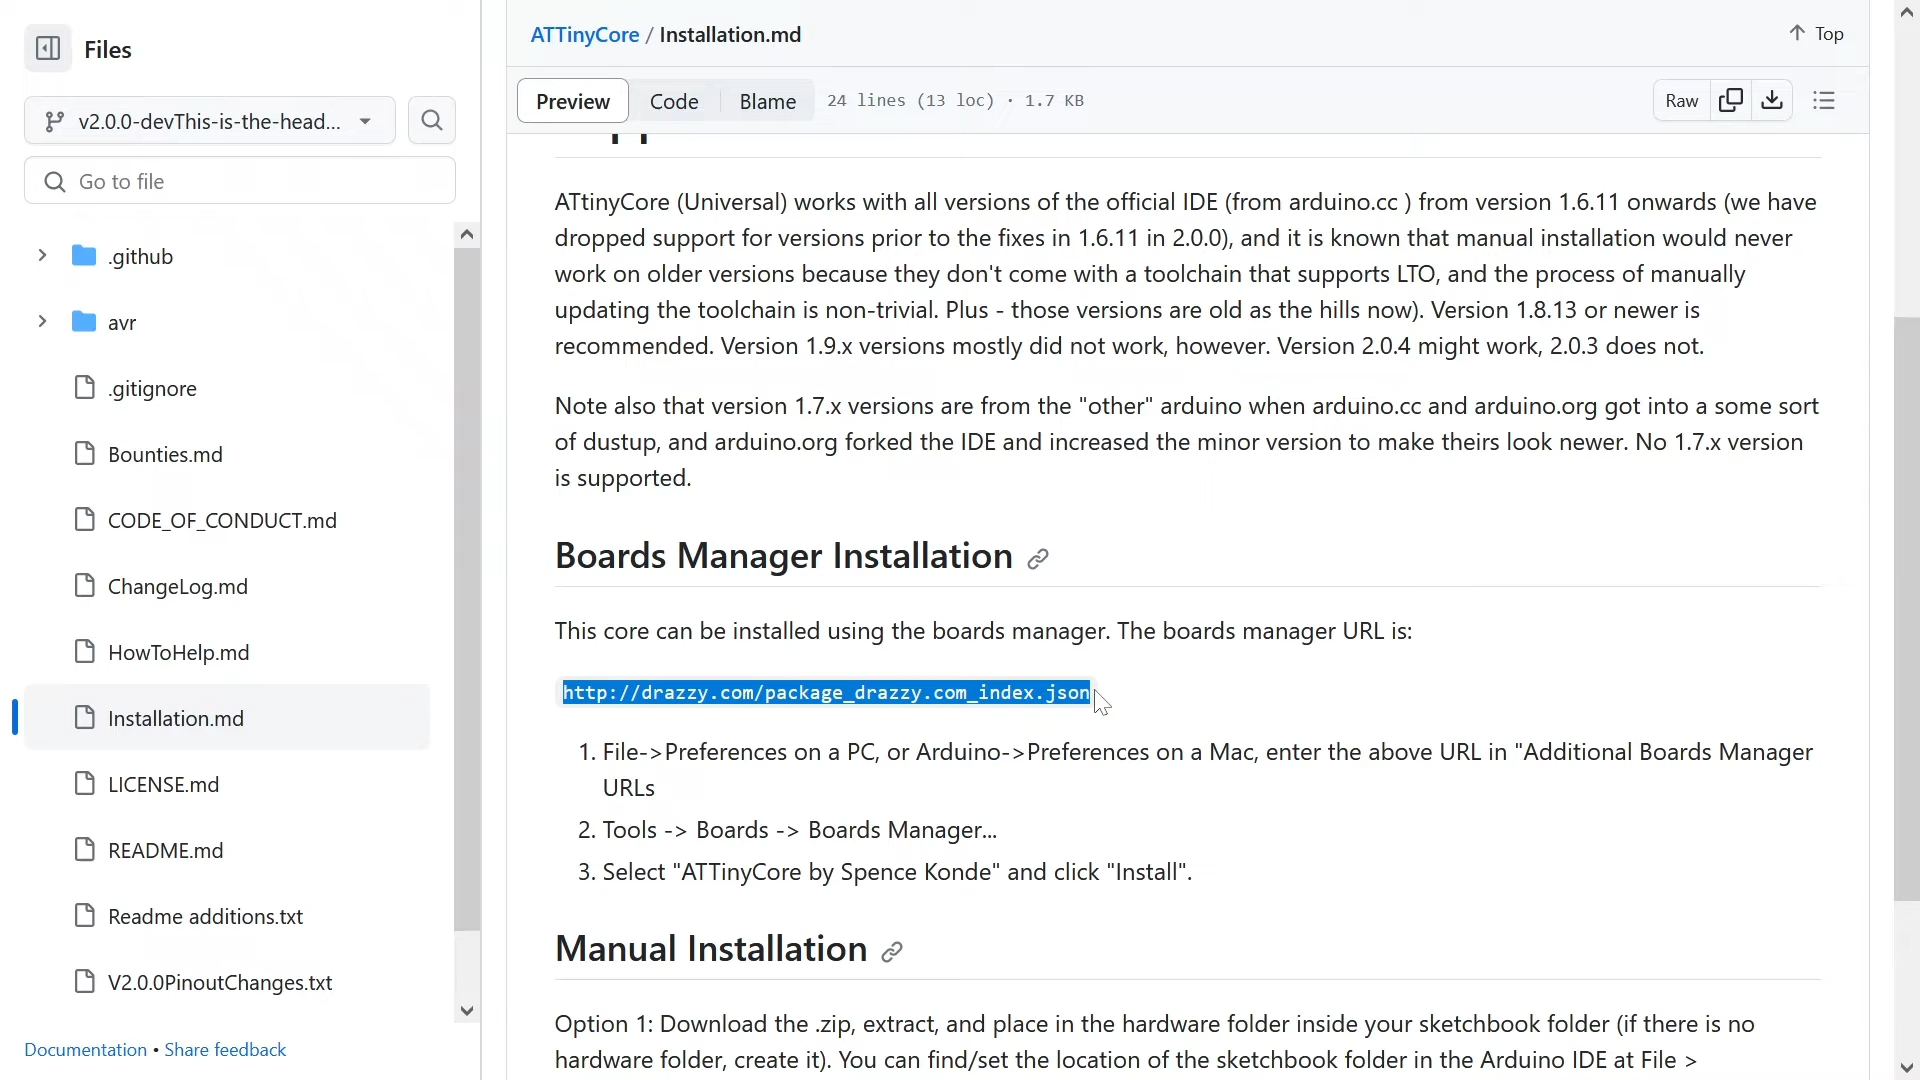 Files
v2.0.0-devThis-is-the-head...
Go to file
.github
avr
.gitignore
Bounties.md
CODE_OF_CONDUCT.md
ChangeLog.md
HowToHelp.md
Installation.md
LICENSE.md
README.md
Readme additions.txt
V2.0.0PinoutChanges.txt
Documentation • Share feedback
ATTinyCore / Installation.md
Top
Preview Code Blame 24 lines (13 loc) · 1.7 KB Raw
ATtinyCore (Universal) works with all versions of the official IDE (from arduino.cc ) from version 1.6.11 onwards (we have
dropped support for versions prior to the fixes in 1.6.11 in 2.0.0), and it is known that manual installation would never
work on older versions because they don't come with a toolchain that supports LTO, and the process of manually
updating the toolchain is non-trivial. Plus - those versions are old as the hills now). Version 1.8.13 or newer is
recommended. Version 1.9.x versions mostly did not work, however. Version 2.0.4 might work, 2.0.3 does not.
Note also that version 1.7.x versions are from the "other" arduino when arduino.cc and arduino.org got into a some sort
of dustup, and arduino.org forked the IDE and increased the minor version to make theirs look newer. No 1.7.x version
is supported.
Boards Manager Installation
This core can be installed using the boards manager. The boards manager URL is:
http://drazzy.com/package_drazzy.com_index.json
1. File->Preferences on a PC, or Arduino->Preferences on a Mac, enter the above URL in "Additional Boards Manager
URLs
2. Tools -> Boards -> Boards Manager...
3. Select "ATTinyCore by Spence Konde" and click "Install".
Manual Installation
Option 1: Download the .zip, extract, and place in the hardware folder inside your sketchbook folder (if there is no
hardware folder, create it). You can find/set the location of the sketchbook folder in the Arduino IDE at File >